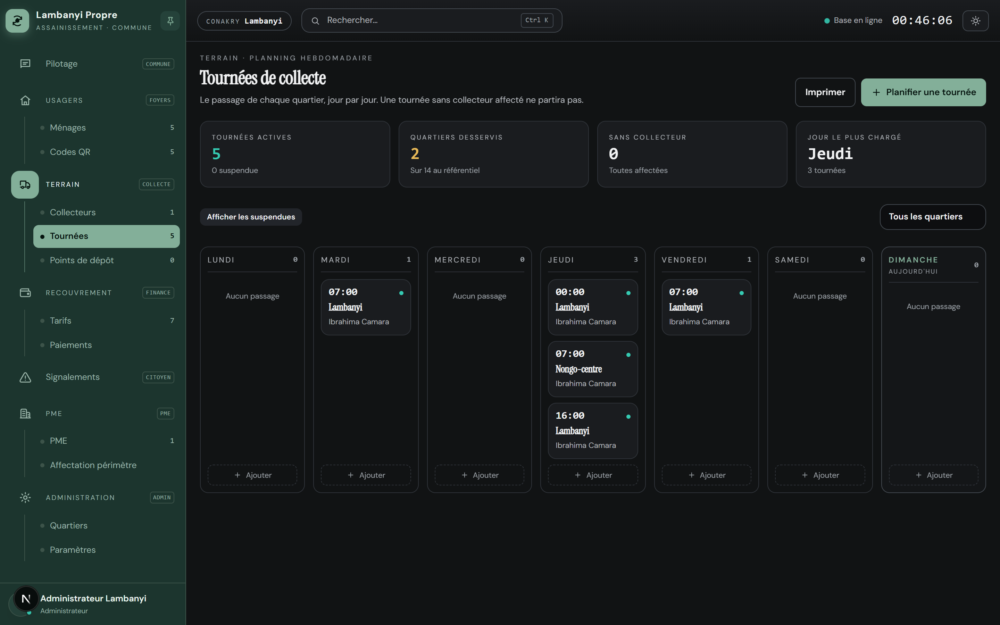 Lambanyi Propre
ASSAINISSEMENT · COMMUNE
Pilotage COMMUNE
USAGERS FOYERS
Ménages 5
Codes QR 5
TERRAIN COLLECTE
Collecteurs 1
Tournées 5
Points de dépôt 0
RECOUVREMENT FINANCE
Tarifs 7
Paiements
Signalements CITOYEN
PME PME
PME 1
Affectation périmètre
ADMINISTRATION ADMIN
Quartiers
Paramètres
N
Administrateur Lambanyi
Administrateur
CONAKRY Lambanyi
Rechercher... Ctrl K
Base en ligne 00:46:06
TERRAIN · PLANNING HEBDOMADAIRE
Tournées de collecte
Le passage de chaque quartier, jour par jour. Une tournée sans collecteur affecté ne partira pas.
Imprimer
+ Planifier une tournée
TOURNÉES ACTIVES
5
0 suspendue
QUARTIERS DESSERVIS
2
Sur 14 au référentiel
SANS COLLECTEUR
0
Toutes affectées
JOUR LE PLUS CHARGÉ
Jeudi
3 tournées
Afficher les suspendues
Tous les quartiers
LUNDI 0
Aucun passage
+ Ajouter
MARDI 1
07:00
Lambanyi
Ibrahima Camara
+ Ajouter
MERCREDI 0
Aucun passage
+ Ajouter
JEUDI 3
00:00
Lambanyi
Ibrahima Camara
07:00
Nongo-centre
Ibrahima Camara
16:00
Lambanyi
Ibrahima Camara
+ Ajouter
VENDREDI 1
07:00
Lambanyi
Ibrahima Camara
+ Ajouter
SAMEDI 0
Aucun passage
+ Ajouter
DIMANCHE 0
AUJOURD'HUI
Aucun passage
+ Ajouter